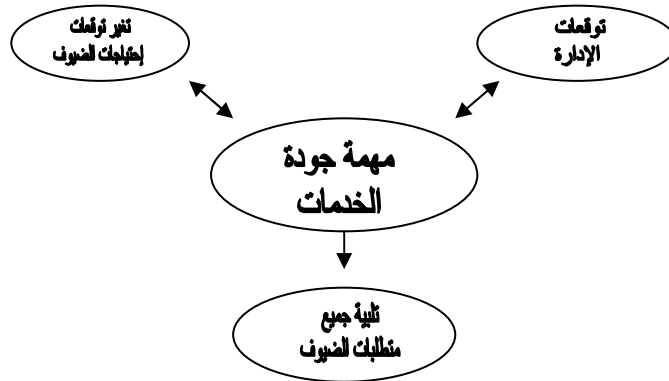 توقعات
الإدارة
تغير توقعات
إحتياجات الضيوف
مهمة جودة
الخدمات
تلبية جميع
متطلبات الضيوف